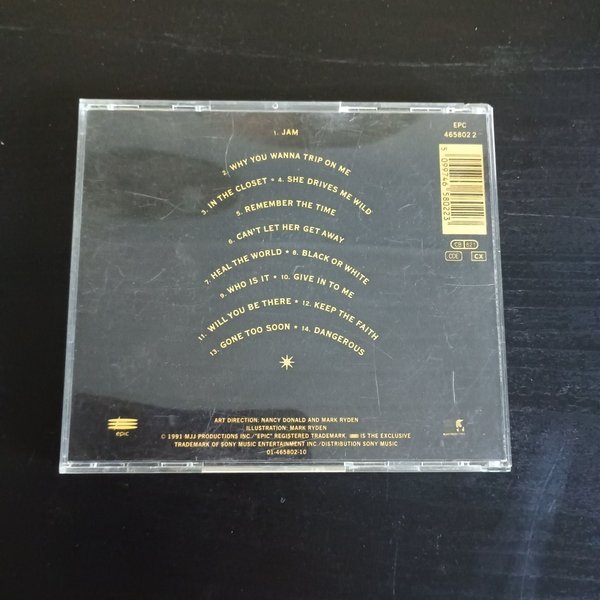 1. JAM
2. WHY YOU WANNA TRIP ON ME
3. IN THE CLOSET • 4. SHE DRIVES ME WILD
5. REMEMBER THE TIME
6. CAN'T LET HER GET AWAY
7. HEAL THE WORLD • 8. BLACK OR WHITE
9. WHO IS IT • 10. GIVE IN TO ME
11. WILL YOU BE THERE • 12. KEEP THE FAITH
13. GONE TOO SOON • 14. DANGEROUS
EPC
465802 2
5 099746 580223
CB 821
CX
epic
ART DIRECTION: NANCY DONALD AND MARK RYDEN
ILLUSTRATION: MARK RYDEN
© 1991 MJJ PRODUCTIONS INC./"EPIC" REGISTERED TRADEMARK, IS THE EXCLUSIVE
TRADEMARK OF SONY MUSIC ENTERTAINMENT INC./DISTRIBUTION SONY MUSIC
01-465802-10